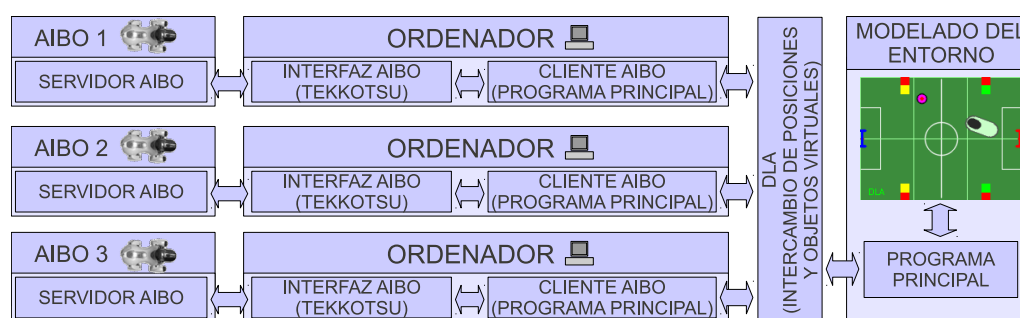 AIBO 1
SERVIDOR AIBO
ORDENADOR
INTERFAZ AIBO
(TEKKOTSU)
CLIENTE AIBO
(PROGRAMA PRINCIPAL)
AIBO 2
SERVIDOR AIBO
ORDENADOR
INTERFAZ AIBO
(TEKKOTSU)
CLIENTE AIBO
(PROGRAMA PRINCIPAL)
AIBO 3
SERVIDOR AIBO
ORDENADOR
INTERFAZ AIBO
(TEKKOTSU)
CLIENTE AIBO
(PROGRAMA PRINCIPAL)
DLA
(INTERCAMBIO DE POSICIONES
Y OBJETOS VIRTUALES)
MODELADO DEL
ENTORNO
DLA
PROGRAMA
PRINCIPAL